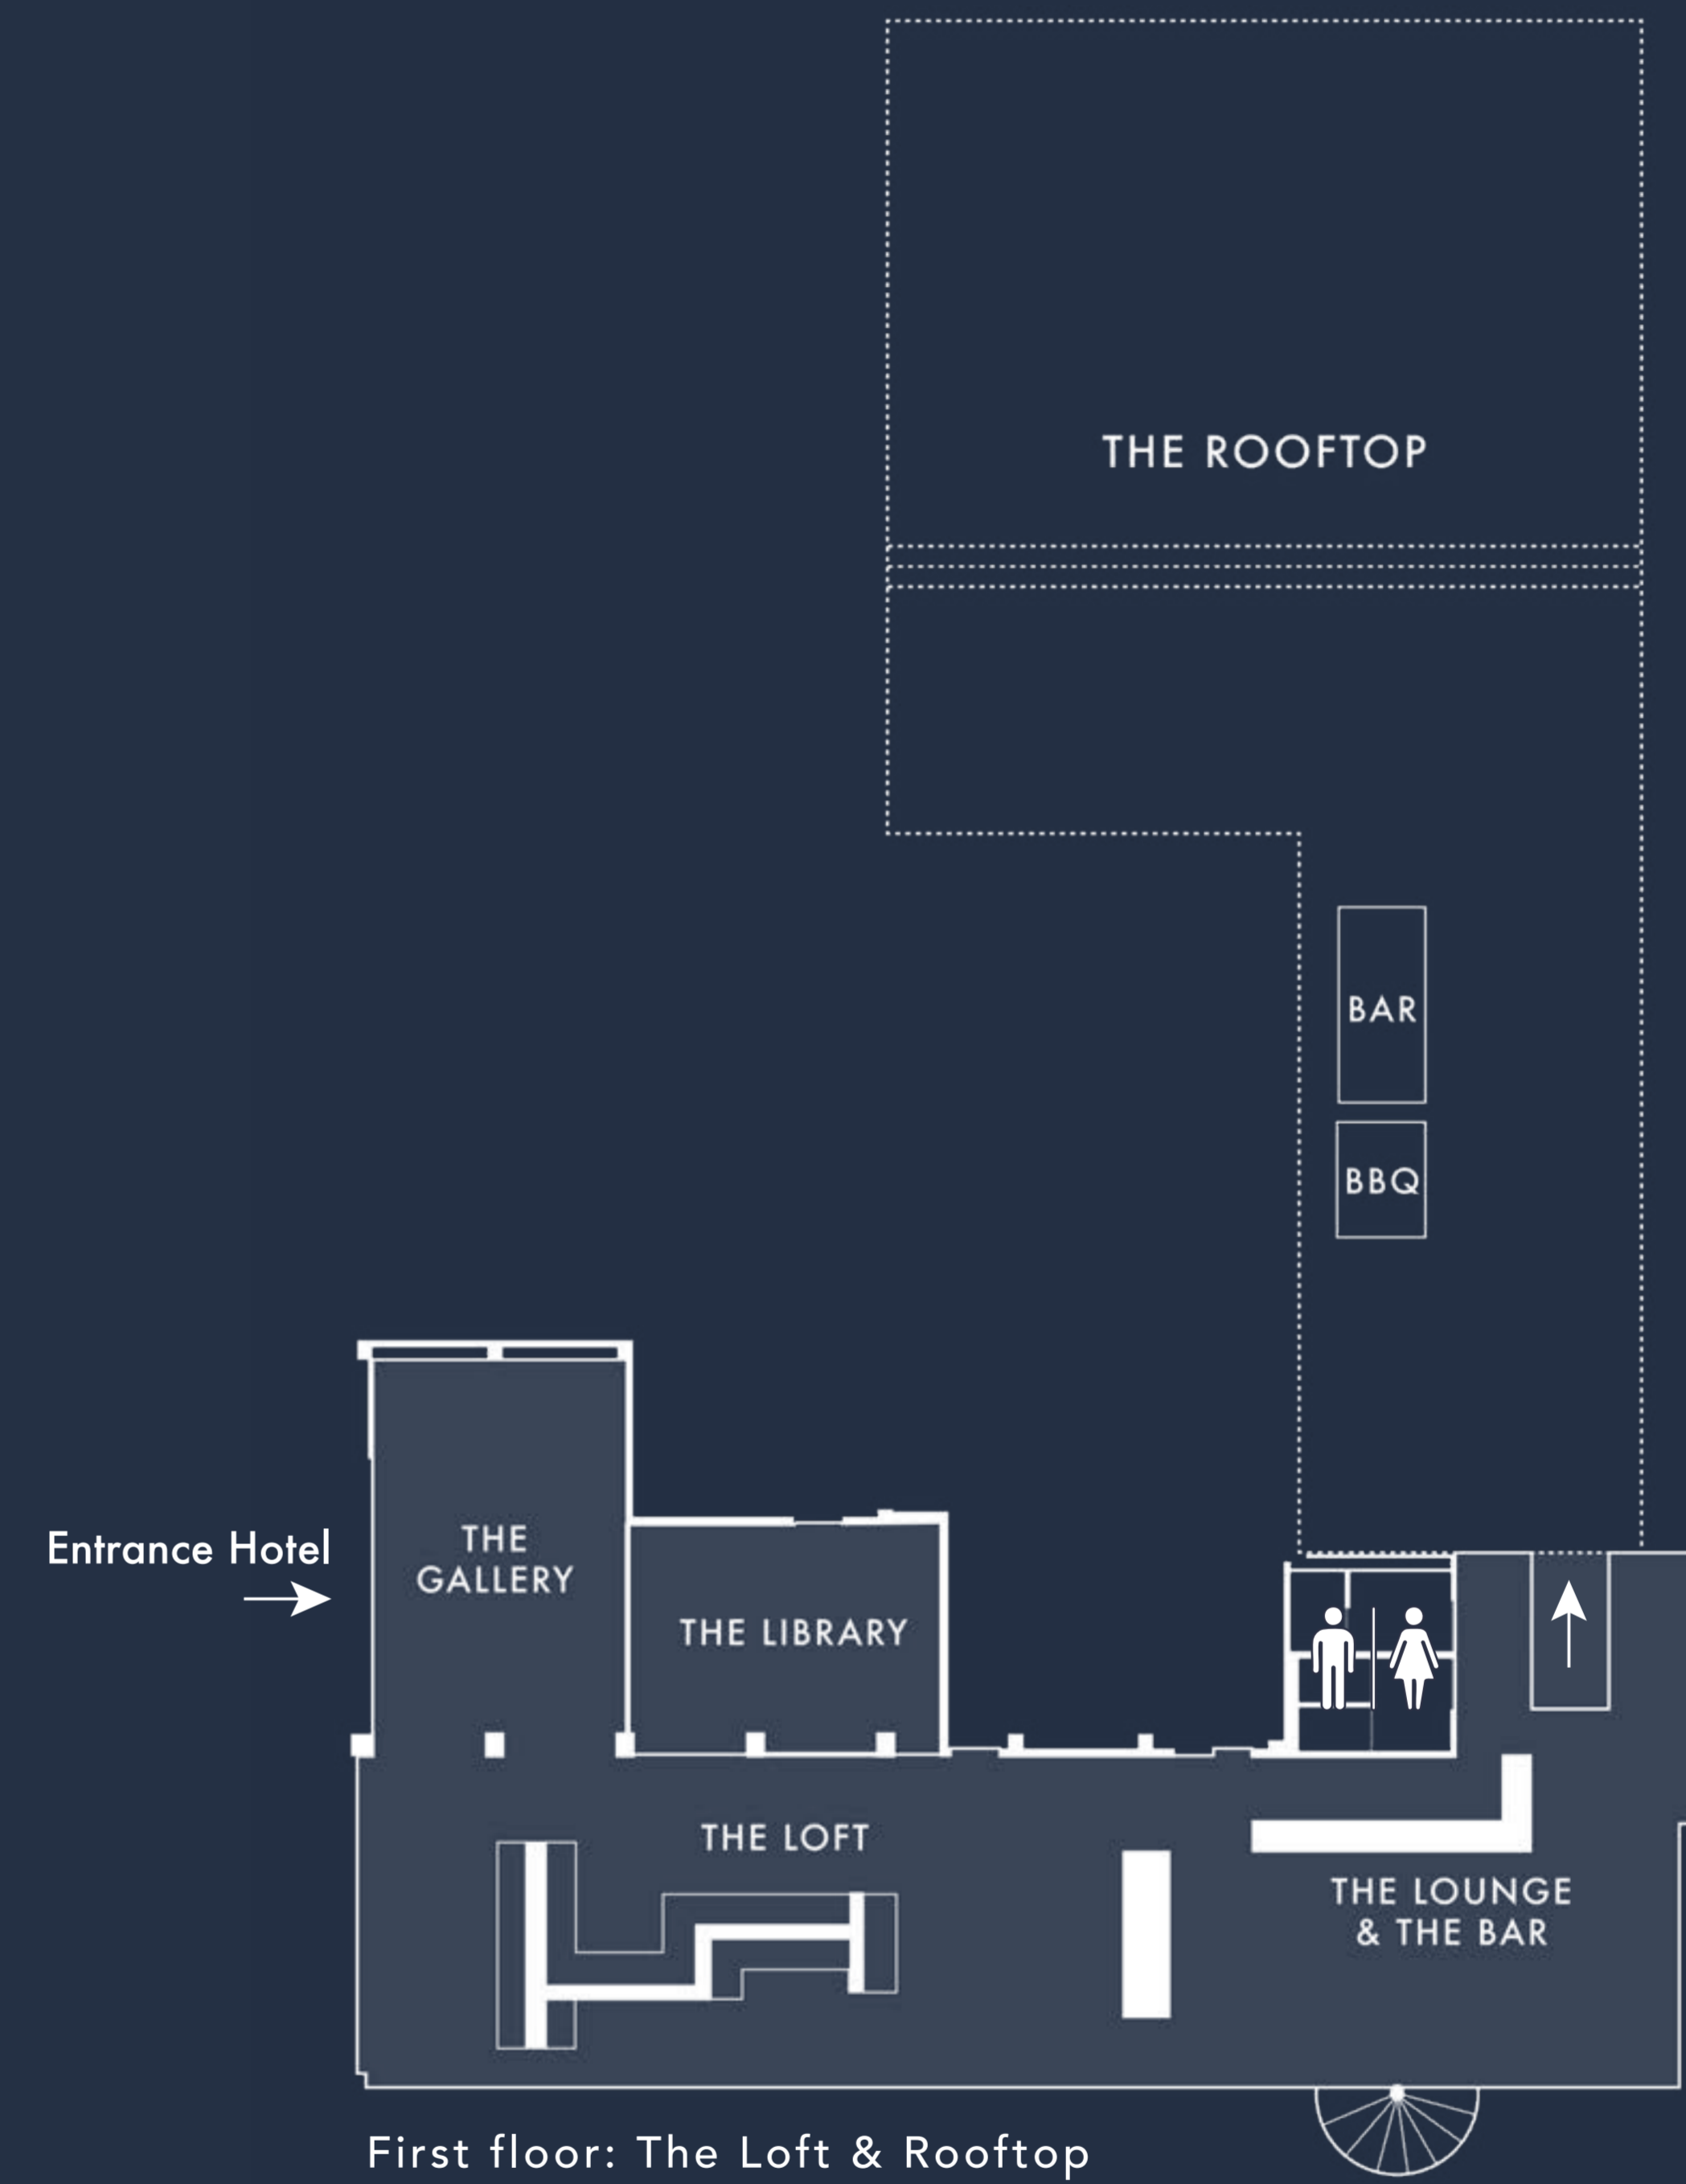 THE ROOFTOP
BAR
BBQ
Entrance Hotel
THE
GALLERY
THE LIBRARY
THE LOFT
THE LOUNGE
& THE BAR
First floor: The Loft & Rooftop